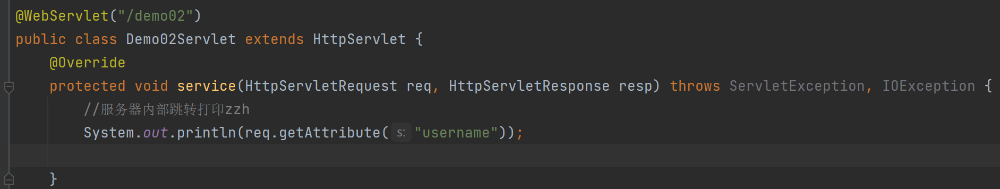 @WebServlet("/demo02")
public class Demo02Servlet extends HttpServlet {
@Override
protected void service(HttpServletRequest req, HttpServletResponse resp) throws ServletException, IOException {
//服务器内部跳转打印zzh
System.out.println(req.getAttribute( s: "username"));
}